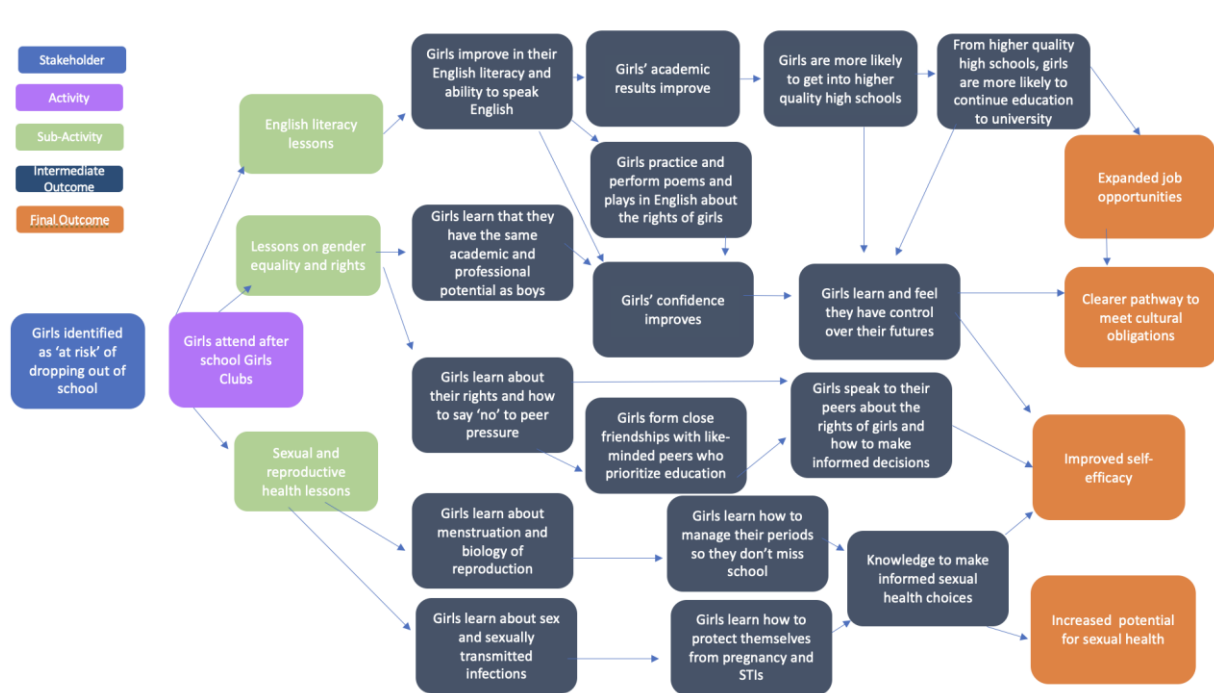 Stakeholder
Activity
Sub-Activity
Intermediate
Outcome
Final Outcome
Girls identified
as ‘at risk’ of
dropping out of
school
Girls attend after
school Girls
Clubs
English literacy
lessons
Lessons on gender
equality and rights
Sexual and
reproductive
health lessons
Girls improve in their
English literacy and
ability to speak
English
Girls’ academic
results improve
Girls are more likely
to get into higher
quality high schools
From higher quality
high schools, girls
are more likely to
continue education
to university
Girls practice and
perform poems and
plays in English about
the rights of girls
Expanded job
opportunities
Girls learn that they
have the same
academic and
professional
potential as boys
Girls’ confidence
improves
Girls learn and feel
they have control
over their futures
Clearer pathway to
meet cultural
obligations
Girls learn about
their rights and how
to say ‘no’ to peer
pressure
Girls form close
friendships with like-
minded peers who
prioritize education
Girls speak to their
peers about the
rights of girls and
how to make
informed decisions
Improved self-
efficacy
Girls learn about
menstruation and
biology of
reproduction
Girls learn how to
manage their periods
so they don’t miss
school
Knowledge to make
informed sexual
health choices
Girls learn about sex
and sexually
transmitted
infections
Girls learn how to
protect themselves
from pregnancy and
STIs
Increased potential
for sexual health